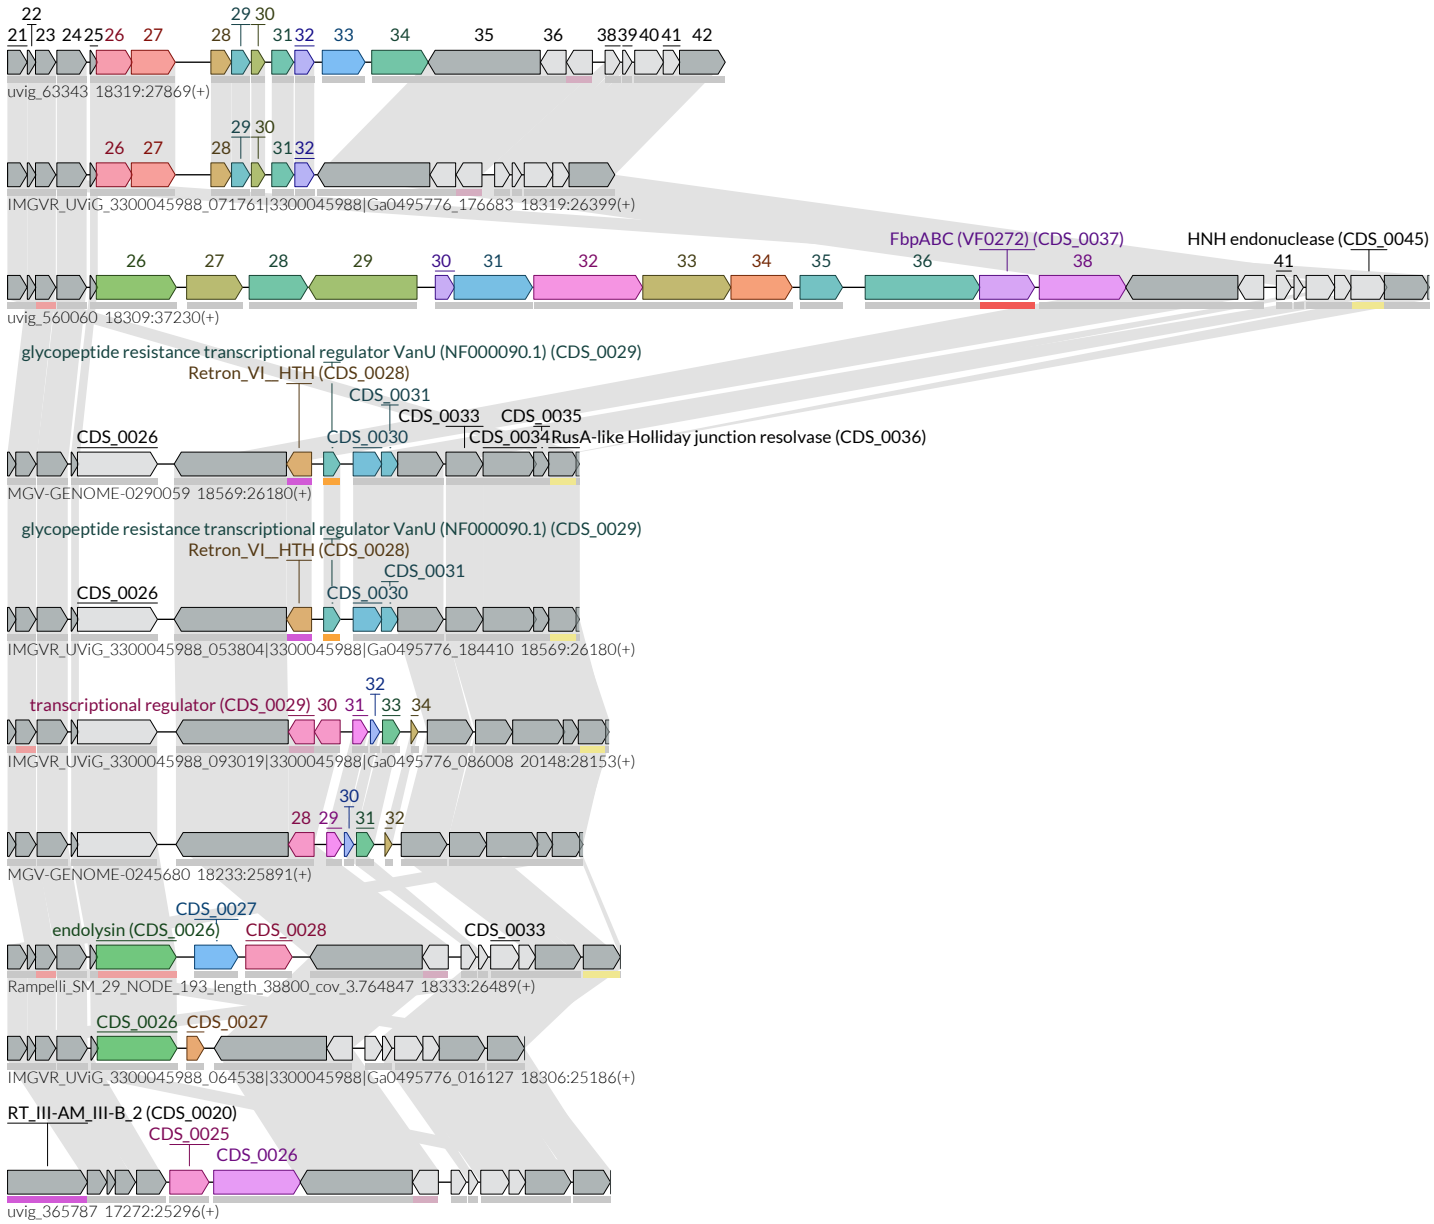 22 29 30
21 23 24 25 26 27 28 31 32 33 34 35 36 38 39 40 41 42
uvig_63343 18319:27869(+)
29 30
26 27 28 31 32
IMGVR_UViG_3300045988_071761|3300045988|Ga0495776_176683 18319:26399(+)
FbpABC (VF0272) (CDS_0037) HNH endonuclease (CDS_0045)
26 27 28 29 30 31 32 33 34 35 36 38 41
uvig_560060 18309:37230(+)
glycopeptide resistance transcriptional regulator VanU (NF000090.1) (CDS_0029)
Retron_VI__HTH (CDS_0028)
CDS_0031
CDS_0033 CDS_0035
CDS_0026 CDS_0030 CDS_0034 RusA-like Holliday junction resolvase (CDS_0036)
MGV-GENOME-0290059 18569:26180(+)
glycopeptide resistance transcriptional regulator VanU (NF000090.1) (CDS_0029)
Retron_VI__HTH (CDS_0028)
CDS_0031
CDS_0026 CDS_0030
IMGVR_UViG_3300045988_053804|3300045988|Ga0495776_184410 18569:26180(+)
32
transcriptional regulator (CDS_0029) 30 31 33 34
IMGVR_UViG_3300045988_093019|3300045988|Ga0495776_086008 20148:28153(+)
30
28 29 31 32
MGV-GENOME-0245680 18233:25891(+)
CDS_0027
endolysin (CDS_0026) CDS_0028 CDS_0033
Rampelli_SM_29_NODE_193_length_38800_cov_3.764847 18333:26489(+)
CDS_0026 CDS_0027
IMGVR_UViG_3300045988_064538|3300045988|Ga0495776_016127 18306:25186(+)
RT_III-AM_III-B_2 (CDS_0020)
CDS_0025
CDS_0026
uvig_365787 17272:25296(+)